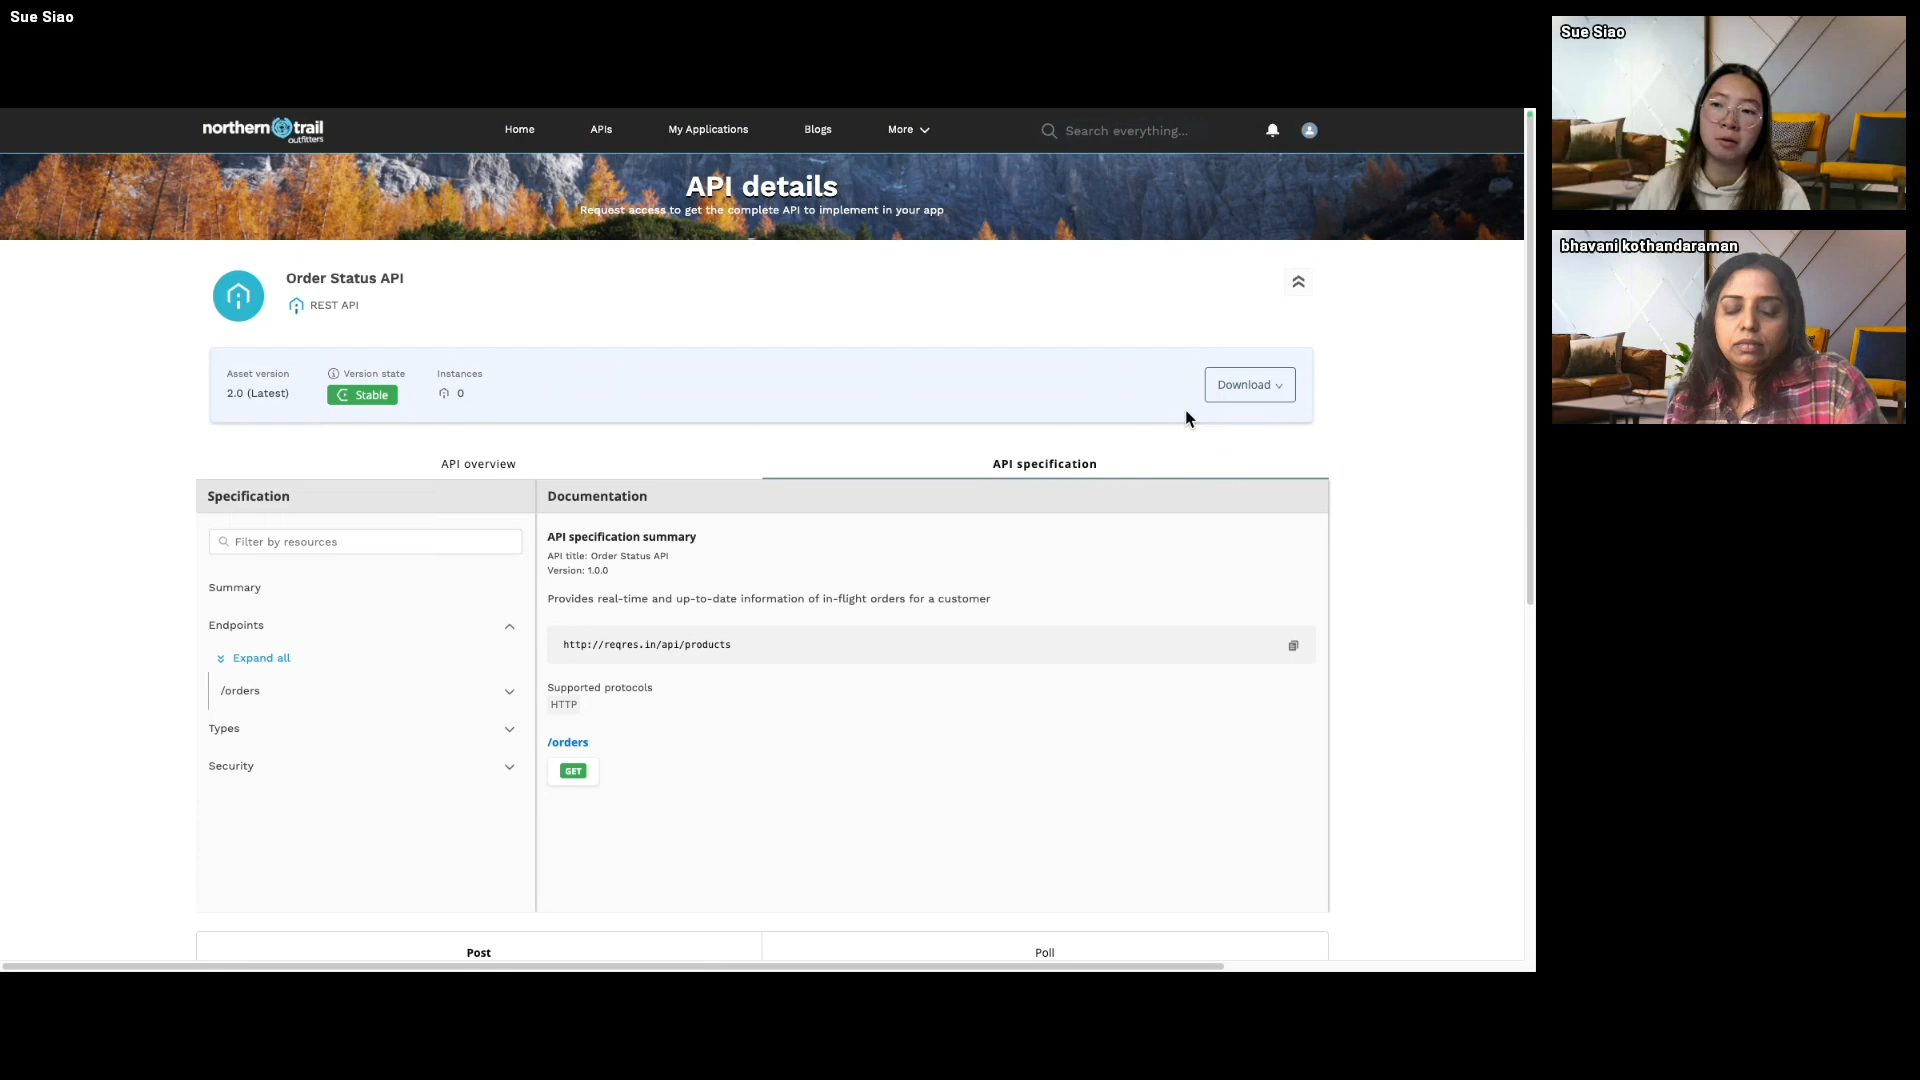 Sue Siao
Sue Siao
bhavani kothandaraman
northern trail
outfitters
Home
APIs
My Applications
Blogs
More
Search everything...
API details
Request access to get the complete API to implement in your app
Order Status API
REST API
Asset version
Version state
Instances
2.0 (Latest)
Stable
0
Download
API overview
API specification
Specification
Documentation
Filter by resources
Summary
Endpoints
Expand all
/orders
Types
Security
API specification summary
API title: Order Status API
Version: 1.0.0
Provides real-time and up-to-date information of in-flight orders for a customer
http://reqres.in/api/products
Supported protocols
HTTP
/orders
GET
Post
Poll